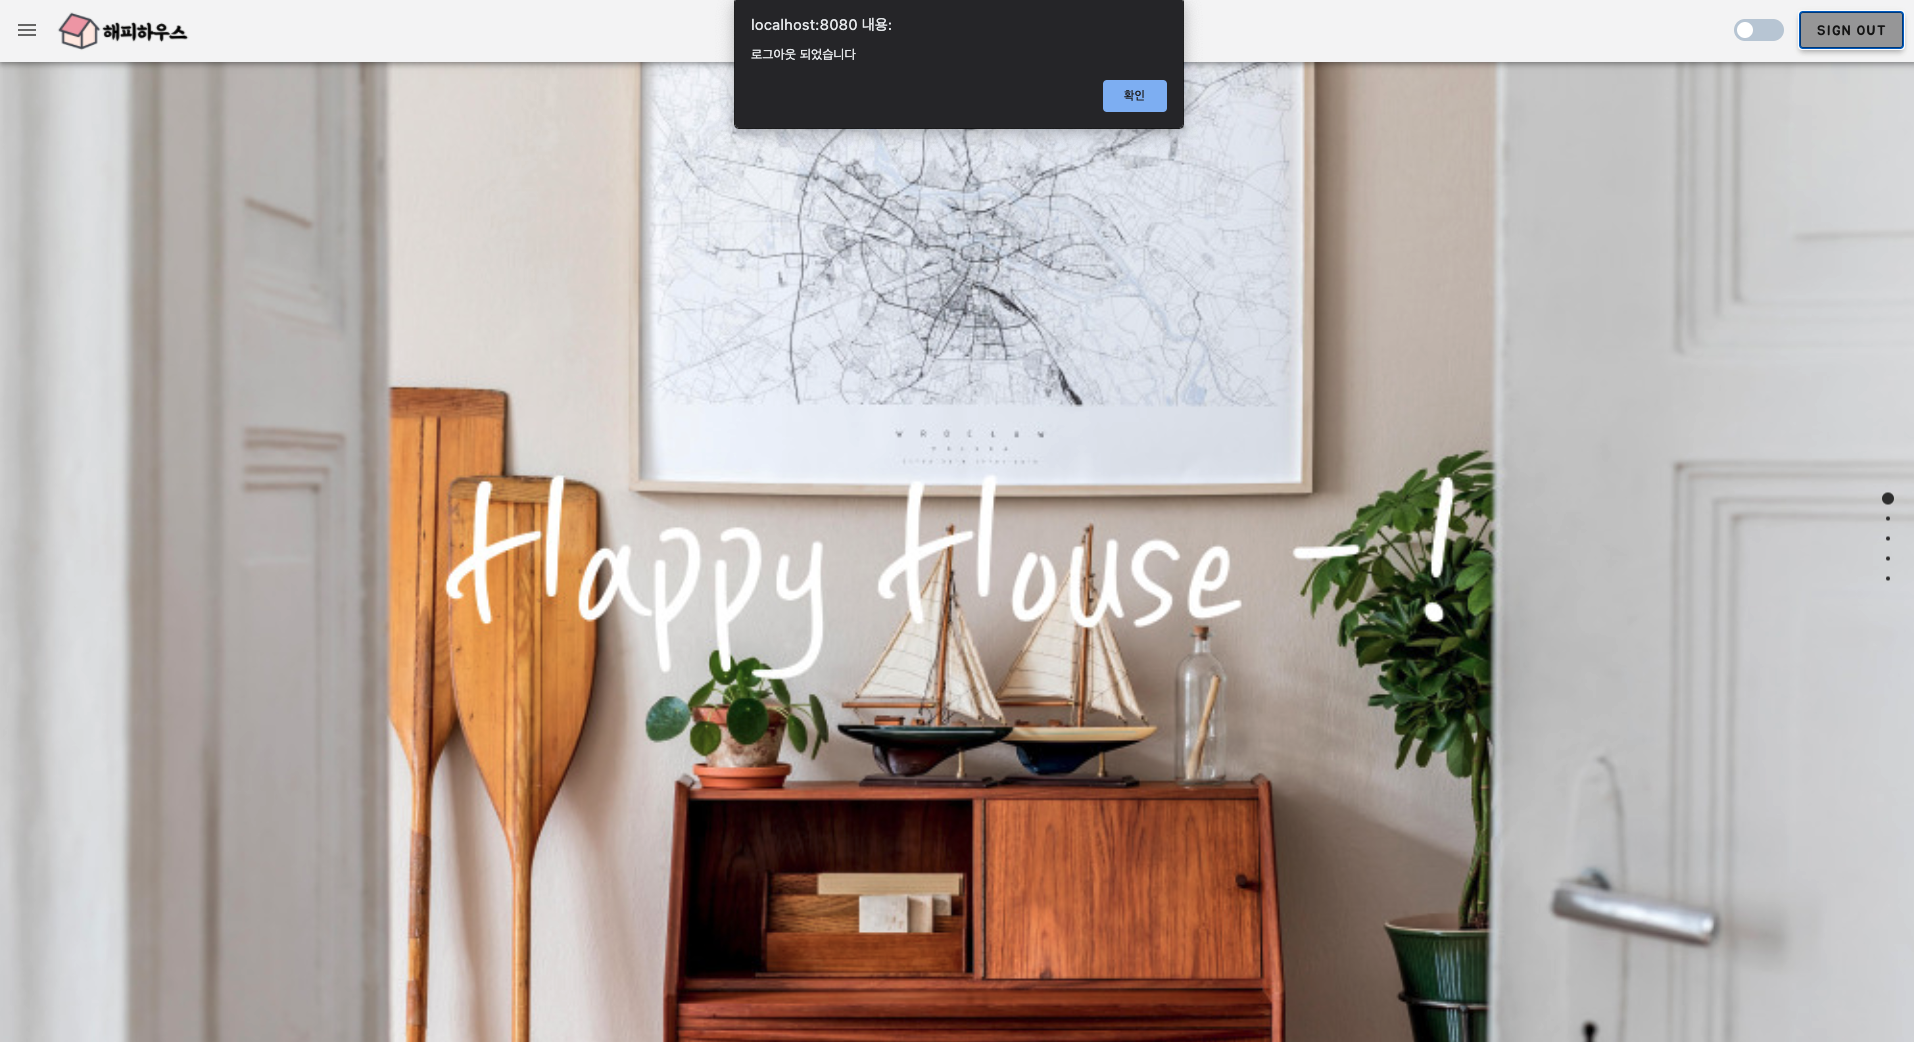 해피하우스
localhost:8080 내용:
로그아웃 되었습니다
확인
SIGN OUT
WROCŁAW
Happy House - !